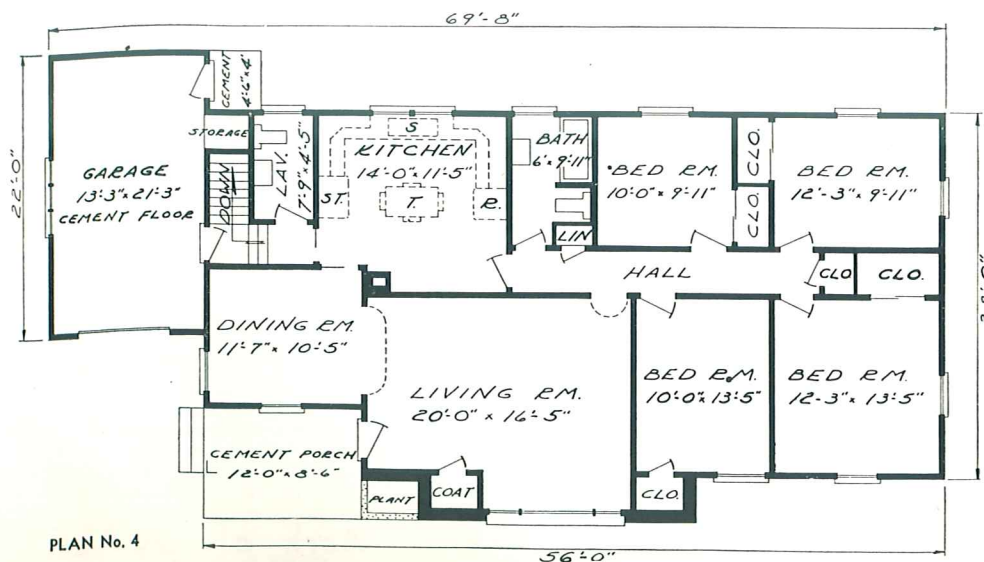 69'-8"
22'-0"
CEMENT
4'-6" x 4'
STORAGE
GARAGE
13'-3" x 21'-3"
CEMENT FLOOR
DOWN
LAV.
7'-9" x 4'-5"
S
KITCHEN
14'-0" x 11'-5"
ST.
T.
R.
BATH
6' x 9'-11"
LIN
BED RM.
10'-0" x 9'-11"
CLO.
CLO.
BED RM.
12'-3" x 9'-11"
HALL
CLO
CLO.
DINING RM.
11'-7" x 10'-5"
LIVING RM.
20'-0" x 16'-5"
BED RM.
10'-0" x 13'-5"
BED RM.
12-3" x 13'-5"
CEMENT PORCH
12'-0" x 8'-6"
PLANT
COAT
CLO.
PLAN No. 4
56'-0"